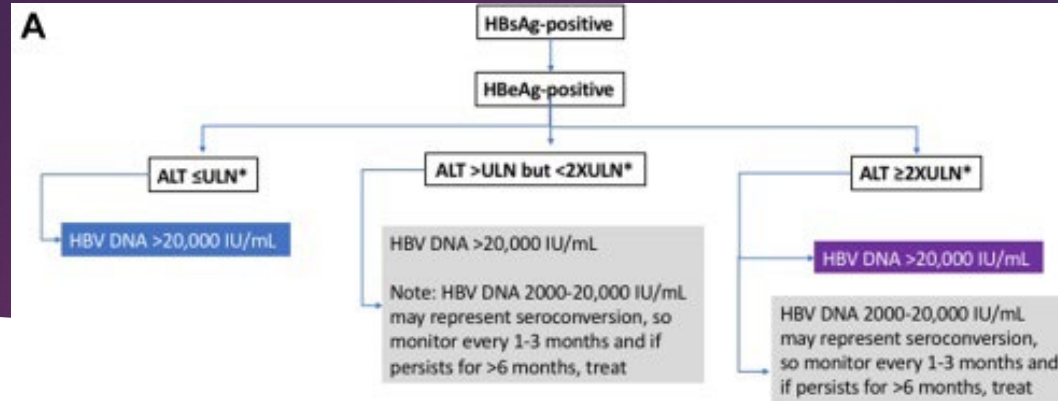 A
HBsAg-positive
HBeAg-positive
ALT ≤ULN*
ALT >ULN but <2XULN*
ALT ≥2XULN*
HBV DNA >20,000 IU/mL
HBV DNA >20,000 IU/mL
Note: HBV DNA 2000-20,000 IU/mL
may represent seroconversion, so
monitor every 1-3 months and if
persists for >6 months, treat
HBV DNA >20,000 IU/mL
HBV DNA 2000-20,000 IU/mL
may represent seroconversion,
so monitor every 1-3 months and
if persists for >6 months, treat